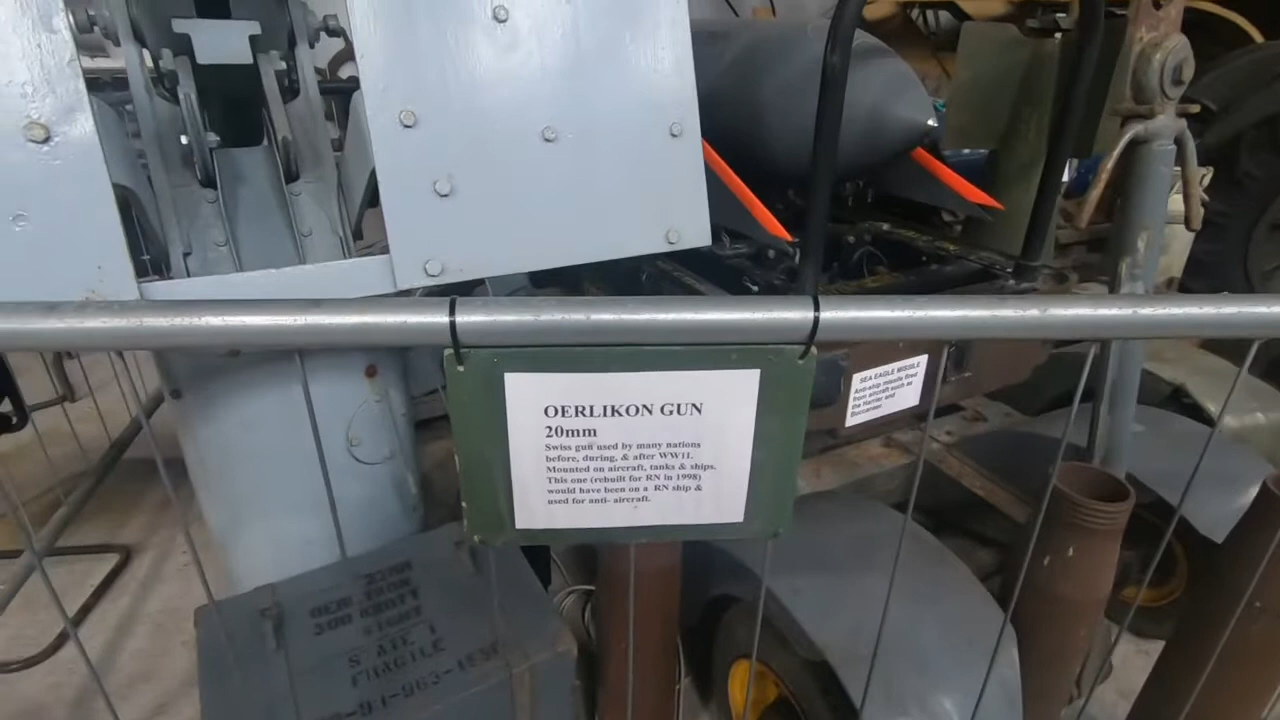 OERLIKON GUN
20mm
Swiss gun used by many nations
before, during, & after WW11.
Mounted on aircraft, tanks & ships.
This one (rebuilt for RN in 1998)
would have been on a RN ship &
used for anti- aircraft.
SEA EAGLE MISSILE
Anti-ship missile fired
from aircraft such as
the Harrier and
Buccaneer
FRAGILE